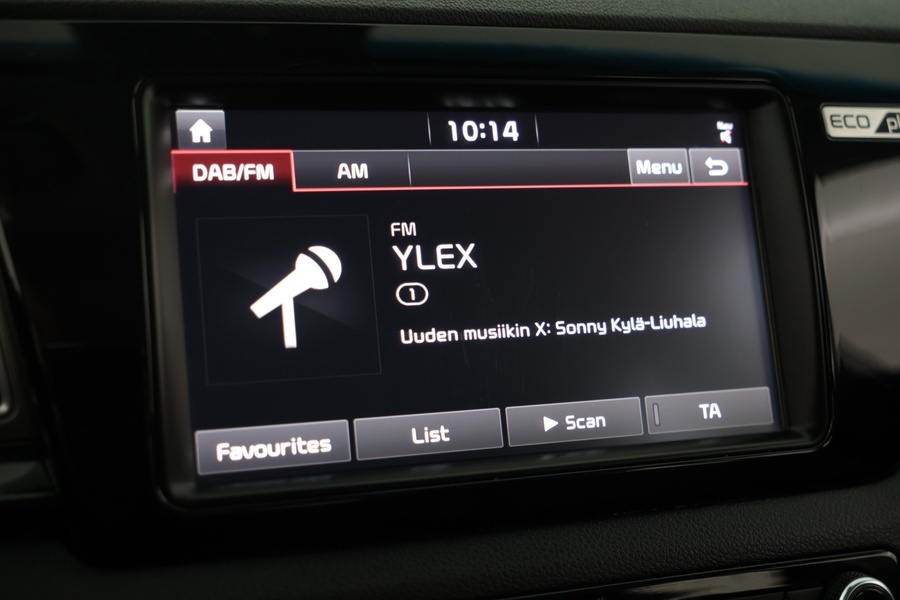 10:14
DAB/FM AM Menu
FM
YLEX
1
Uuden musiikin X: Sonny Kylä-Liuhala
Favourites List Scan TA
ECO